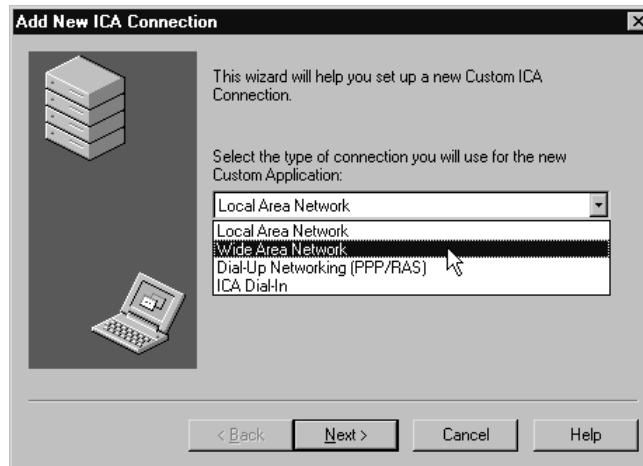 Add New ICA Connection
This wizard will help you set up a new Custom ICA
Connection.
Select the type of connection you will use for the new
Custom Application:
Local Area Network
Local Area Network
Wide Area Network
Dial-Up Networking (PPP/RAS)
ICA Dial-In
< Back
Next >
Cancel
Help